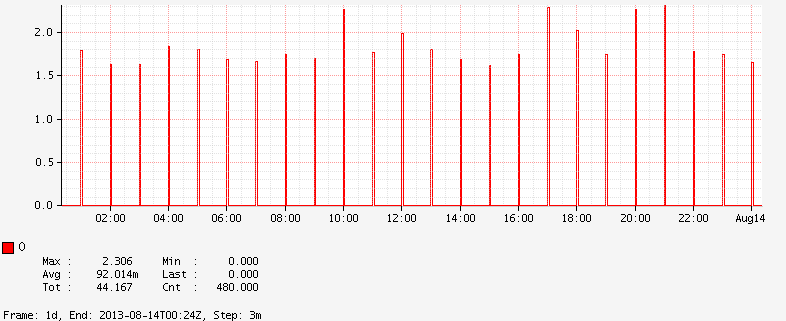 2.0
1.5
1.0
0.5
0.0
02:00 04:00 06:00 08:00 10:00 12:00 14:00 16:00 18:00 20:00 22:00 Aug14
0
Max : 2.306 Min : 0.000
Avg : 92.014m Last : 0.000
Tot : 44.167 Cnt : 480.000
Frame: 1d, End: 2013-08-14T00:24Z, Step: 3m